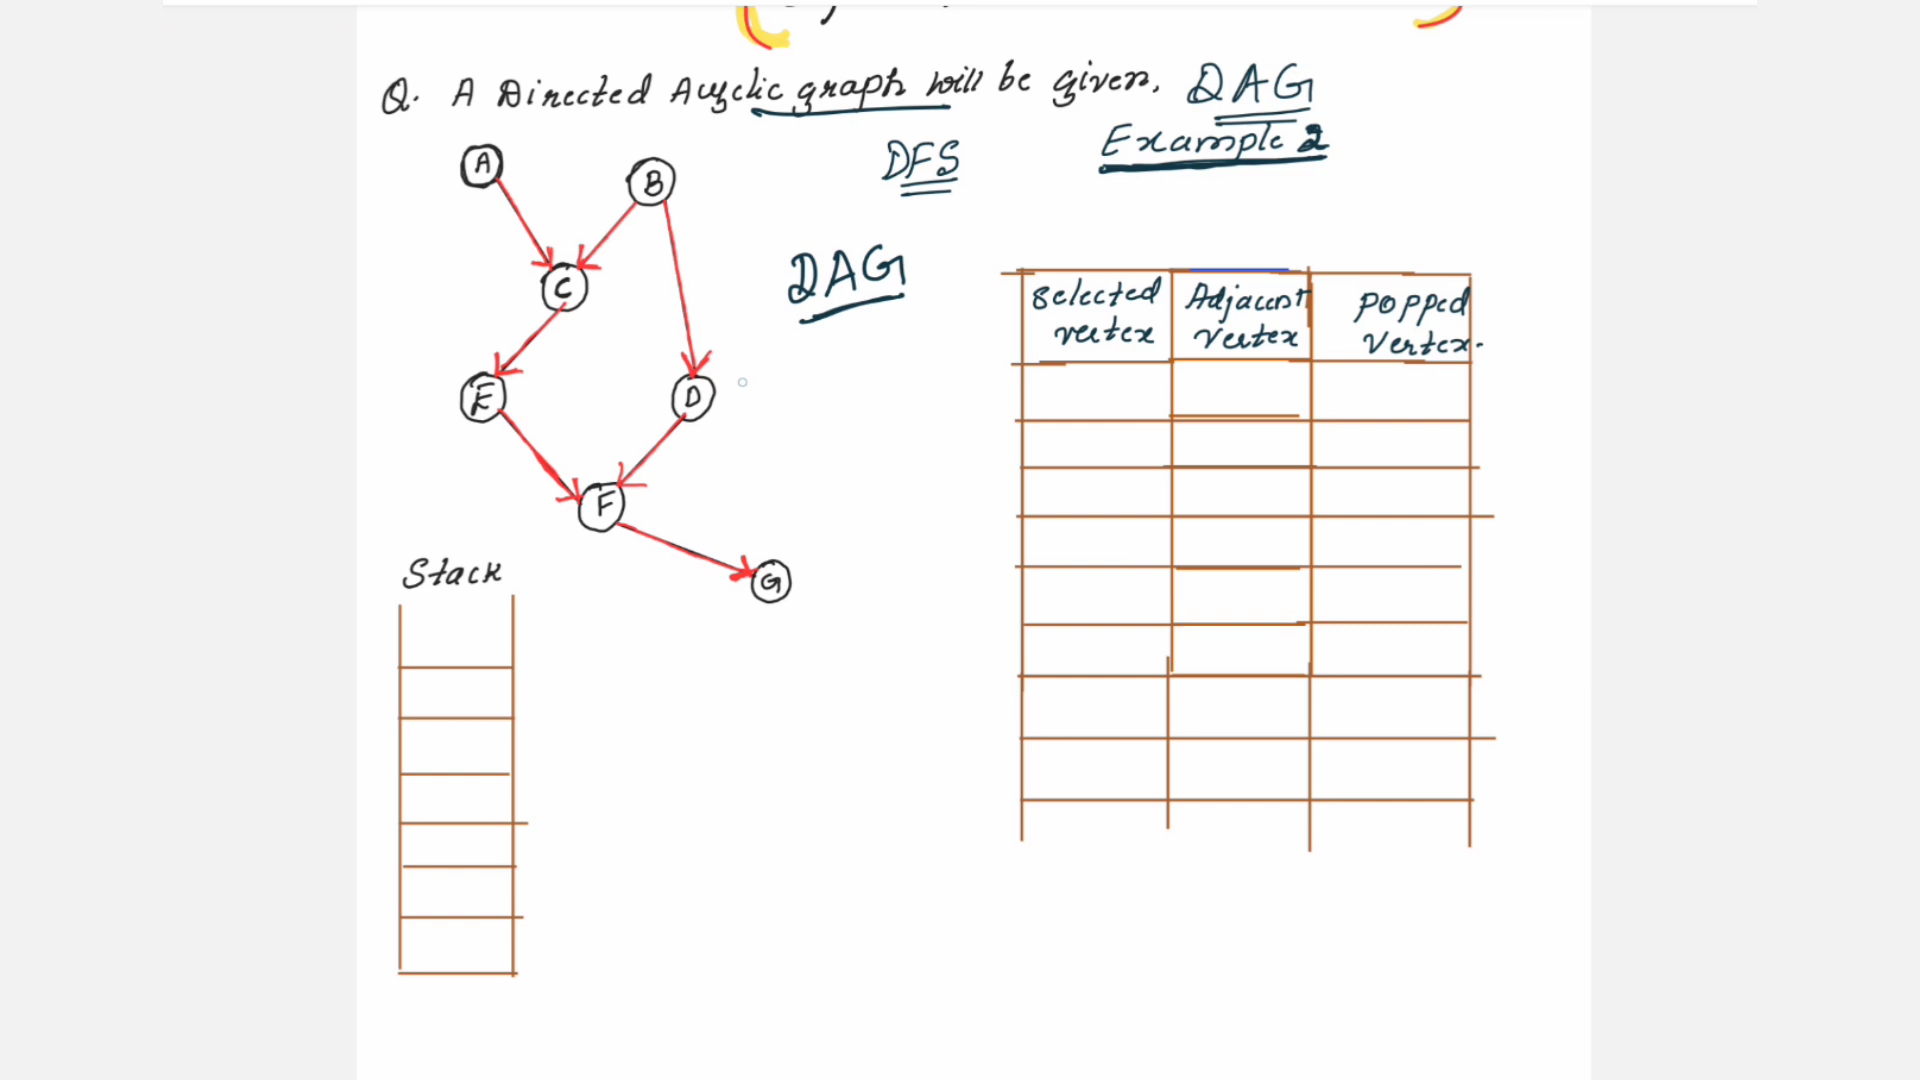 Q. A Directed Acyclic graph will be given. DAG
DFS
Example 2
A
B
DAG
C
E
D
F
G
Stack
Selected vertex
Adjacent Vertex
Popped Vertex.